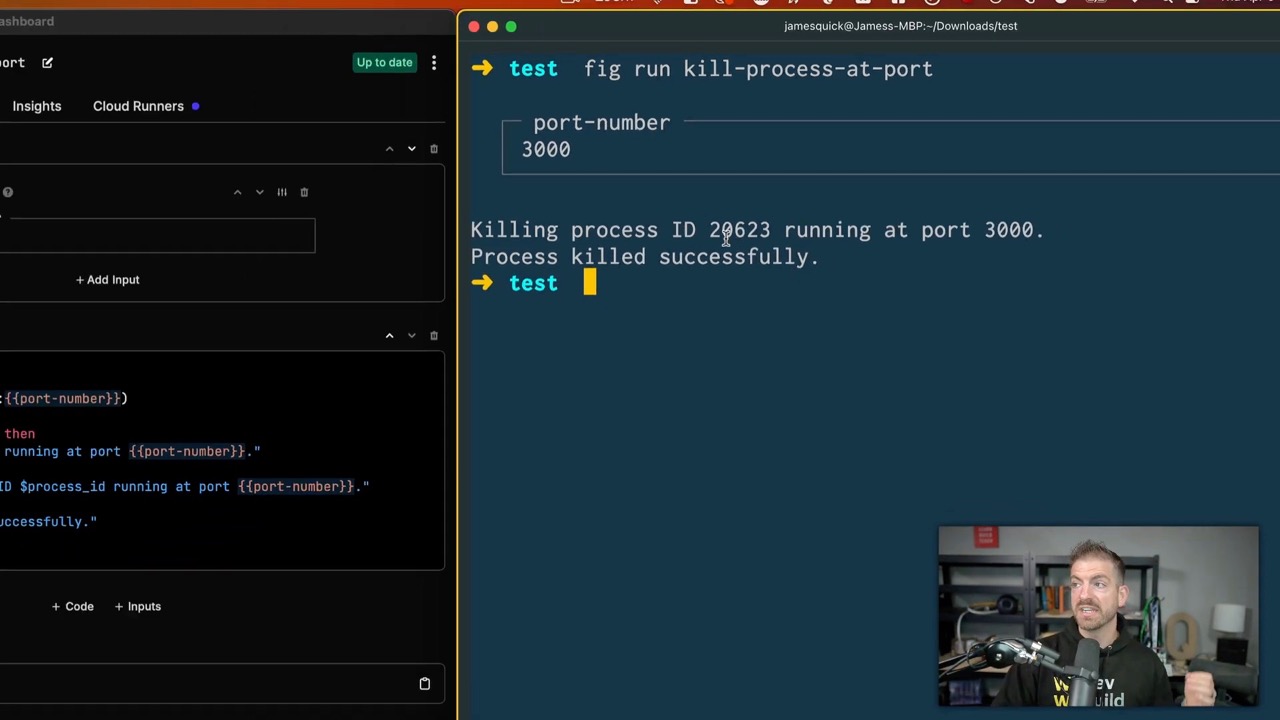 ashboard
ort
Up to date
Insights
Cloud Runners
+ Add Input
:{{port-number}})
then
running at port {{port-number}}."
ID $process_id running at port {{port-number}}."
uccessfully."
+ Code
+ Inputs
jamesquick@Jamess-MBP:~/Downloads/test
➜ test fig run kill-process-at-port
port-number
3000
Killing process ID 20623 running at port 3000.
Process killed successfully.
➜ test